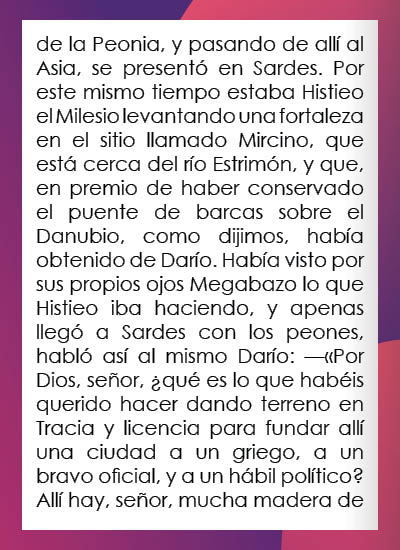 de la Peonia, y pasando de allí al
Asia, se presentó en Sardes. Por
este mismo tiempo estaba Histieo
el Milesio levantando una fortaleza
en el sitio llamado Mircino, que
está cerca del río Estrimón, y que,
en premio de haber conservado
el puente de barcas sobre el
Danubio, como dijimos, había
obtenido de Darío. Había visto por
sus propios ojos Megabazo lo que
Histieo iba haciendo, y apenas
llegó a Sardes con los peones,
habló así al mismo Darío: —«Por
Dios, señor, ¿qué es lo que habéis
querido hacer dando terreno en
Tracia y licencia para fundar allí
una ciudad a un griego, a un
bravo oficial, y a un hábil político?
Allí hay, señor, mucha madera de